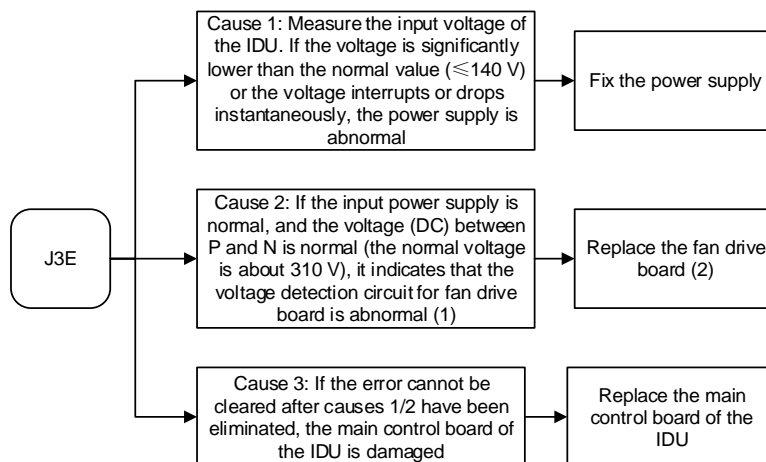 J3E
Cause 1: Measure the input voltage of
the IDU. If the voltage is significantly
lower than the normal value (≤140 V)
or the voltage interrupts or drops
instantaneously, the power supply is
abnormal
Fix the power supply
Cause 2: If the input power supply is
normal, and the voltage (DC) between
P and N is normal (the normal voltage
is about 310 V), it indicates that the
voltage detection circuit for fan drive
board is abnormal (1)
Replace the fan drive
board (2)
Cause 3: If the error cannot be
cleared after causes 1/2 have been
eliminated, the main control board of
the IDU is damaged
Replace the main
control board of the
IDU